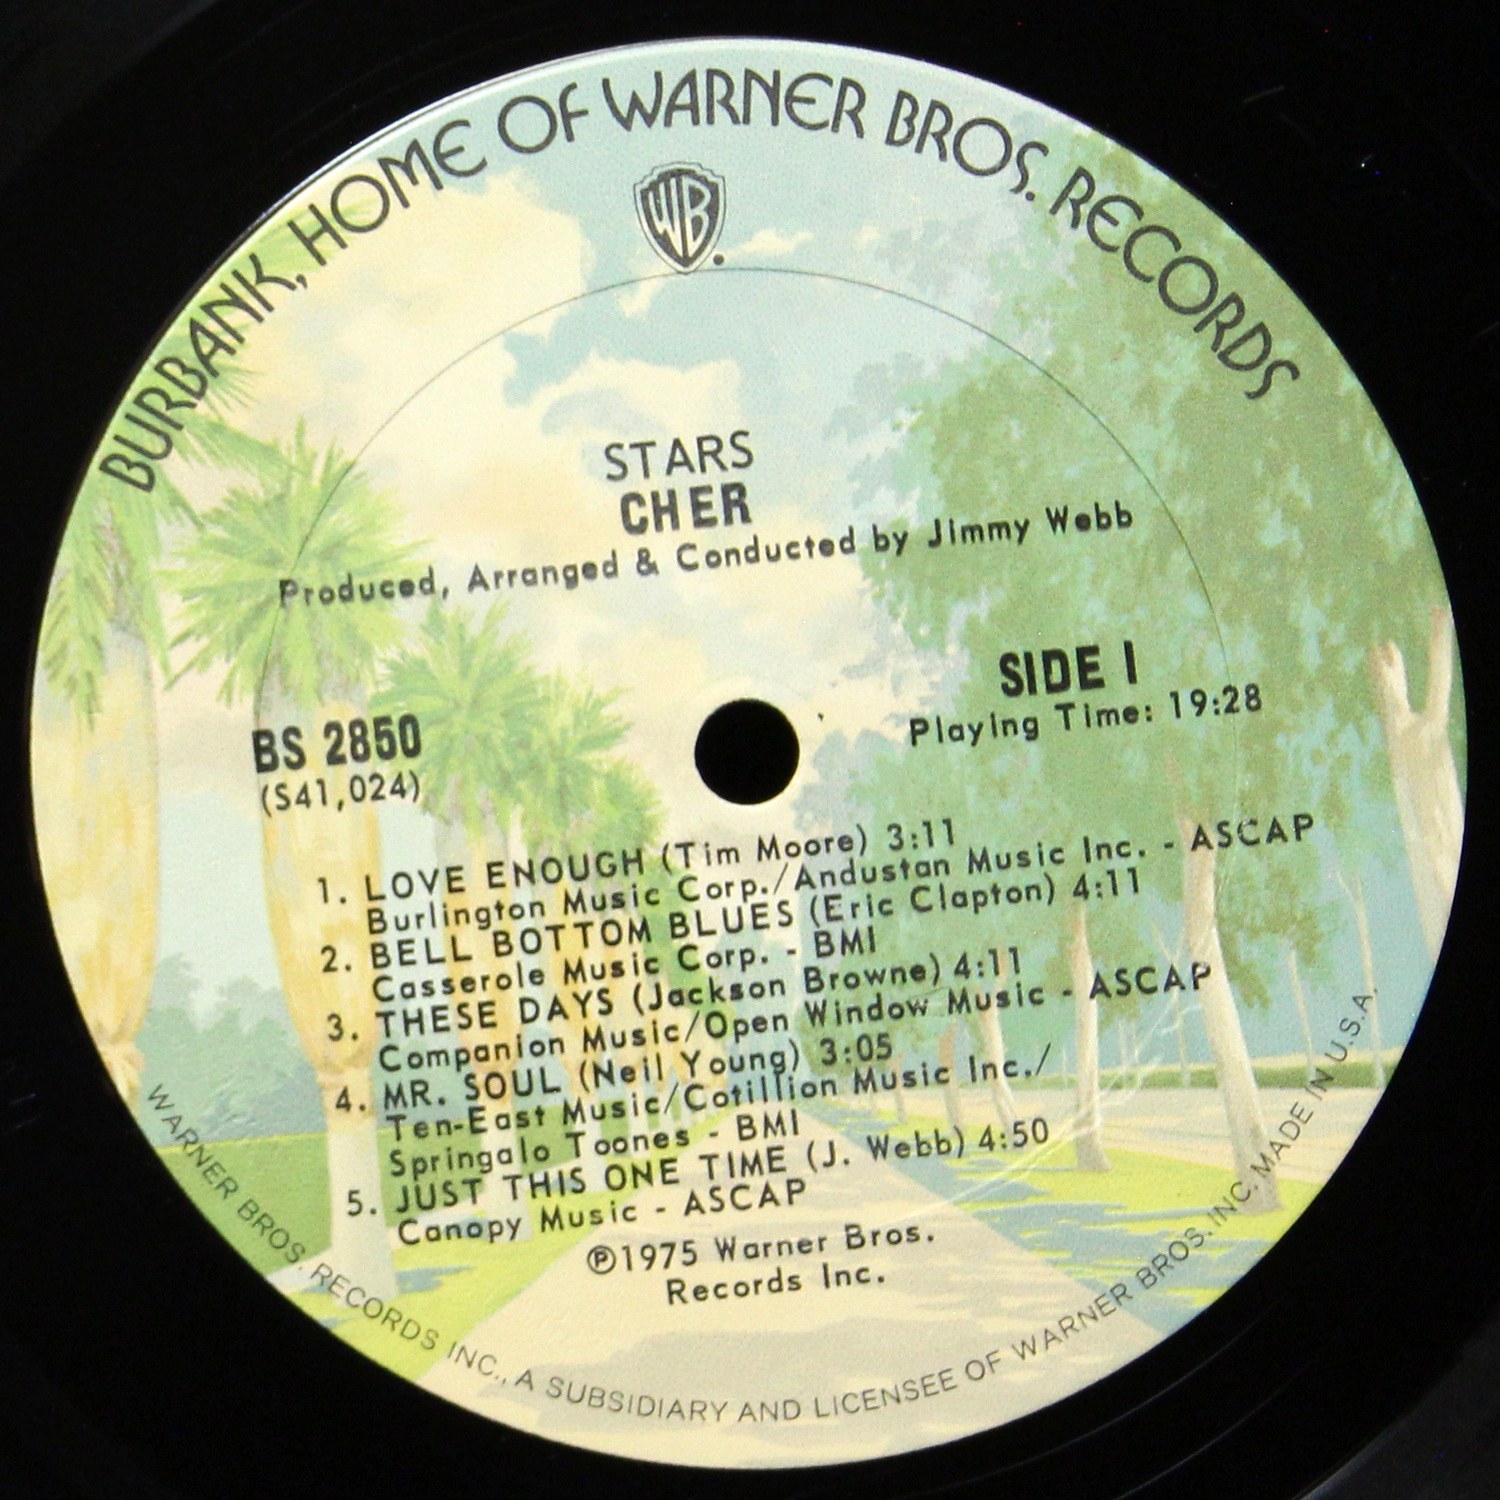 BURBANK, HOME OF WARNER BROS. RECORDS
WB
STARS
CHER
Produced, Arranged & Conducted by Jimmy Webb
SIDE 1
Playing Time: 19:28
BS 2850
(S41,024)
1. LOVE ENOUGH (Tim Moore) 3:11
Burlington Music Corp./Andustan Music Inc. - ASCAP
2. BELL BOTTOM BLUES (Eric Clapton) 4:11
Casserole Music Corp. - BMI
3. THESE DAYS (Jackson Browne) 4:11
Companion Music/Open Window Music - ASCAP
4. MR. SOUL (Neil Young) 3:05
Ten-East Music/Cotillion Music Inc./
Springalo Toones - BMI
5. JUST THIS ONE TIME (J. Webb) 4:50
Canopy Music - ASCAP
℗1975 Warner Bros.
Records Inc.
WARNER BROS. RECORDS INC., A SUBSIDIARY AND LICENSEE OF WARNER BROS. INC. MADE IN U.S.A.